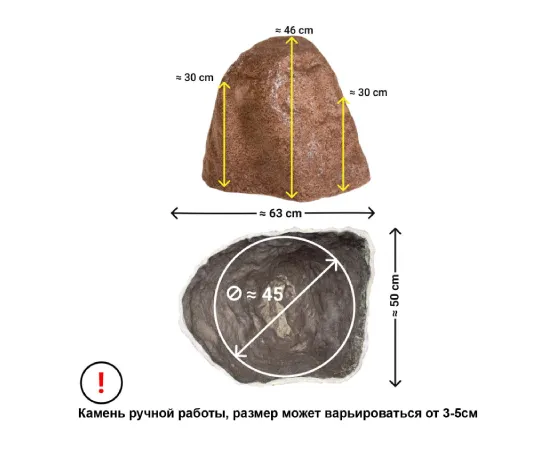 ≈ 46 cm
≈ 30 cm
≈ 30 cm
≈ 63 cm
⌀ ≈ 45
≈ 50 cm
!
Камень ручной работы, размер может варьироваться от 3-5см